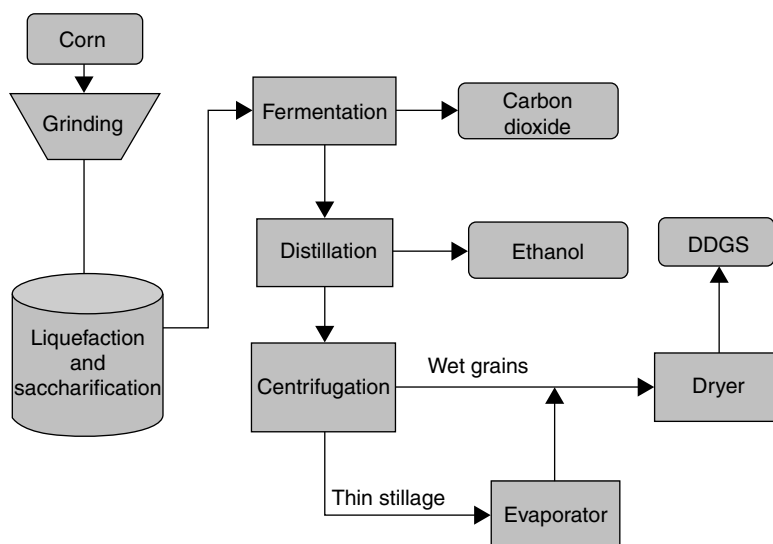 Corn
Grinding
Liquefaction
and
saccharification
Fermentation
Carbon
dioxide
Distillation
Ethanol
DDGS
Centrifugation
Wet grains
Dryer
Thin stillage
Evaporator